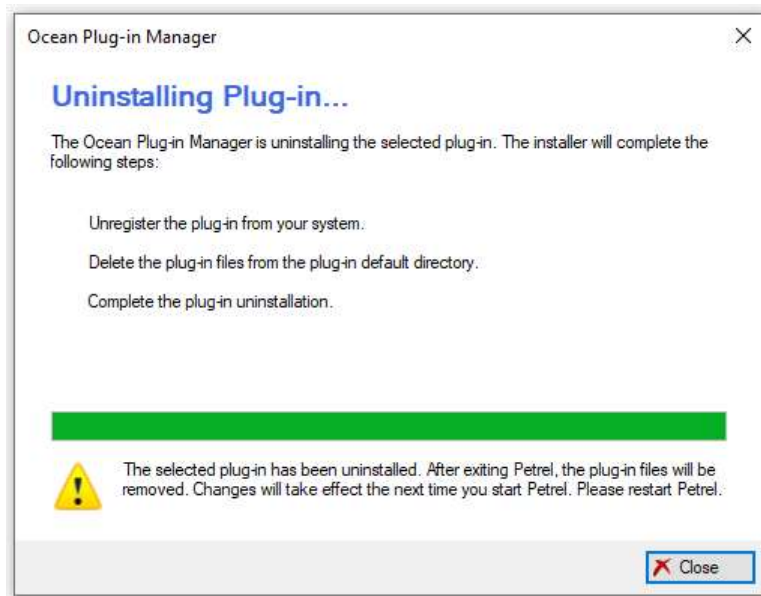 Ocean Plug-in Manager
Uninstalling Plug-in...
The Ocean Plug-in Manager is uninstalling the selected plug-in. The installer will complete the
following steps:
Unregister the plug-in from your system.
Delete the plug-in files from the plug-in default directory.
Complete the plug-in uninstallation.
The selected plug-in has been uninstalled. After exiting Petrel, the plug-in files will be
removed. Changes will take effect the next time you start Petrel. Please restart Petrel.
Close